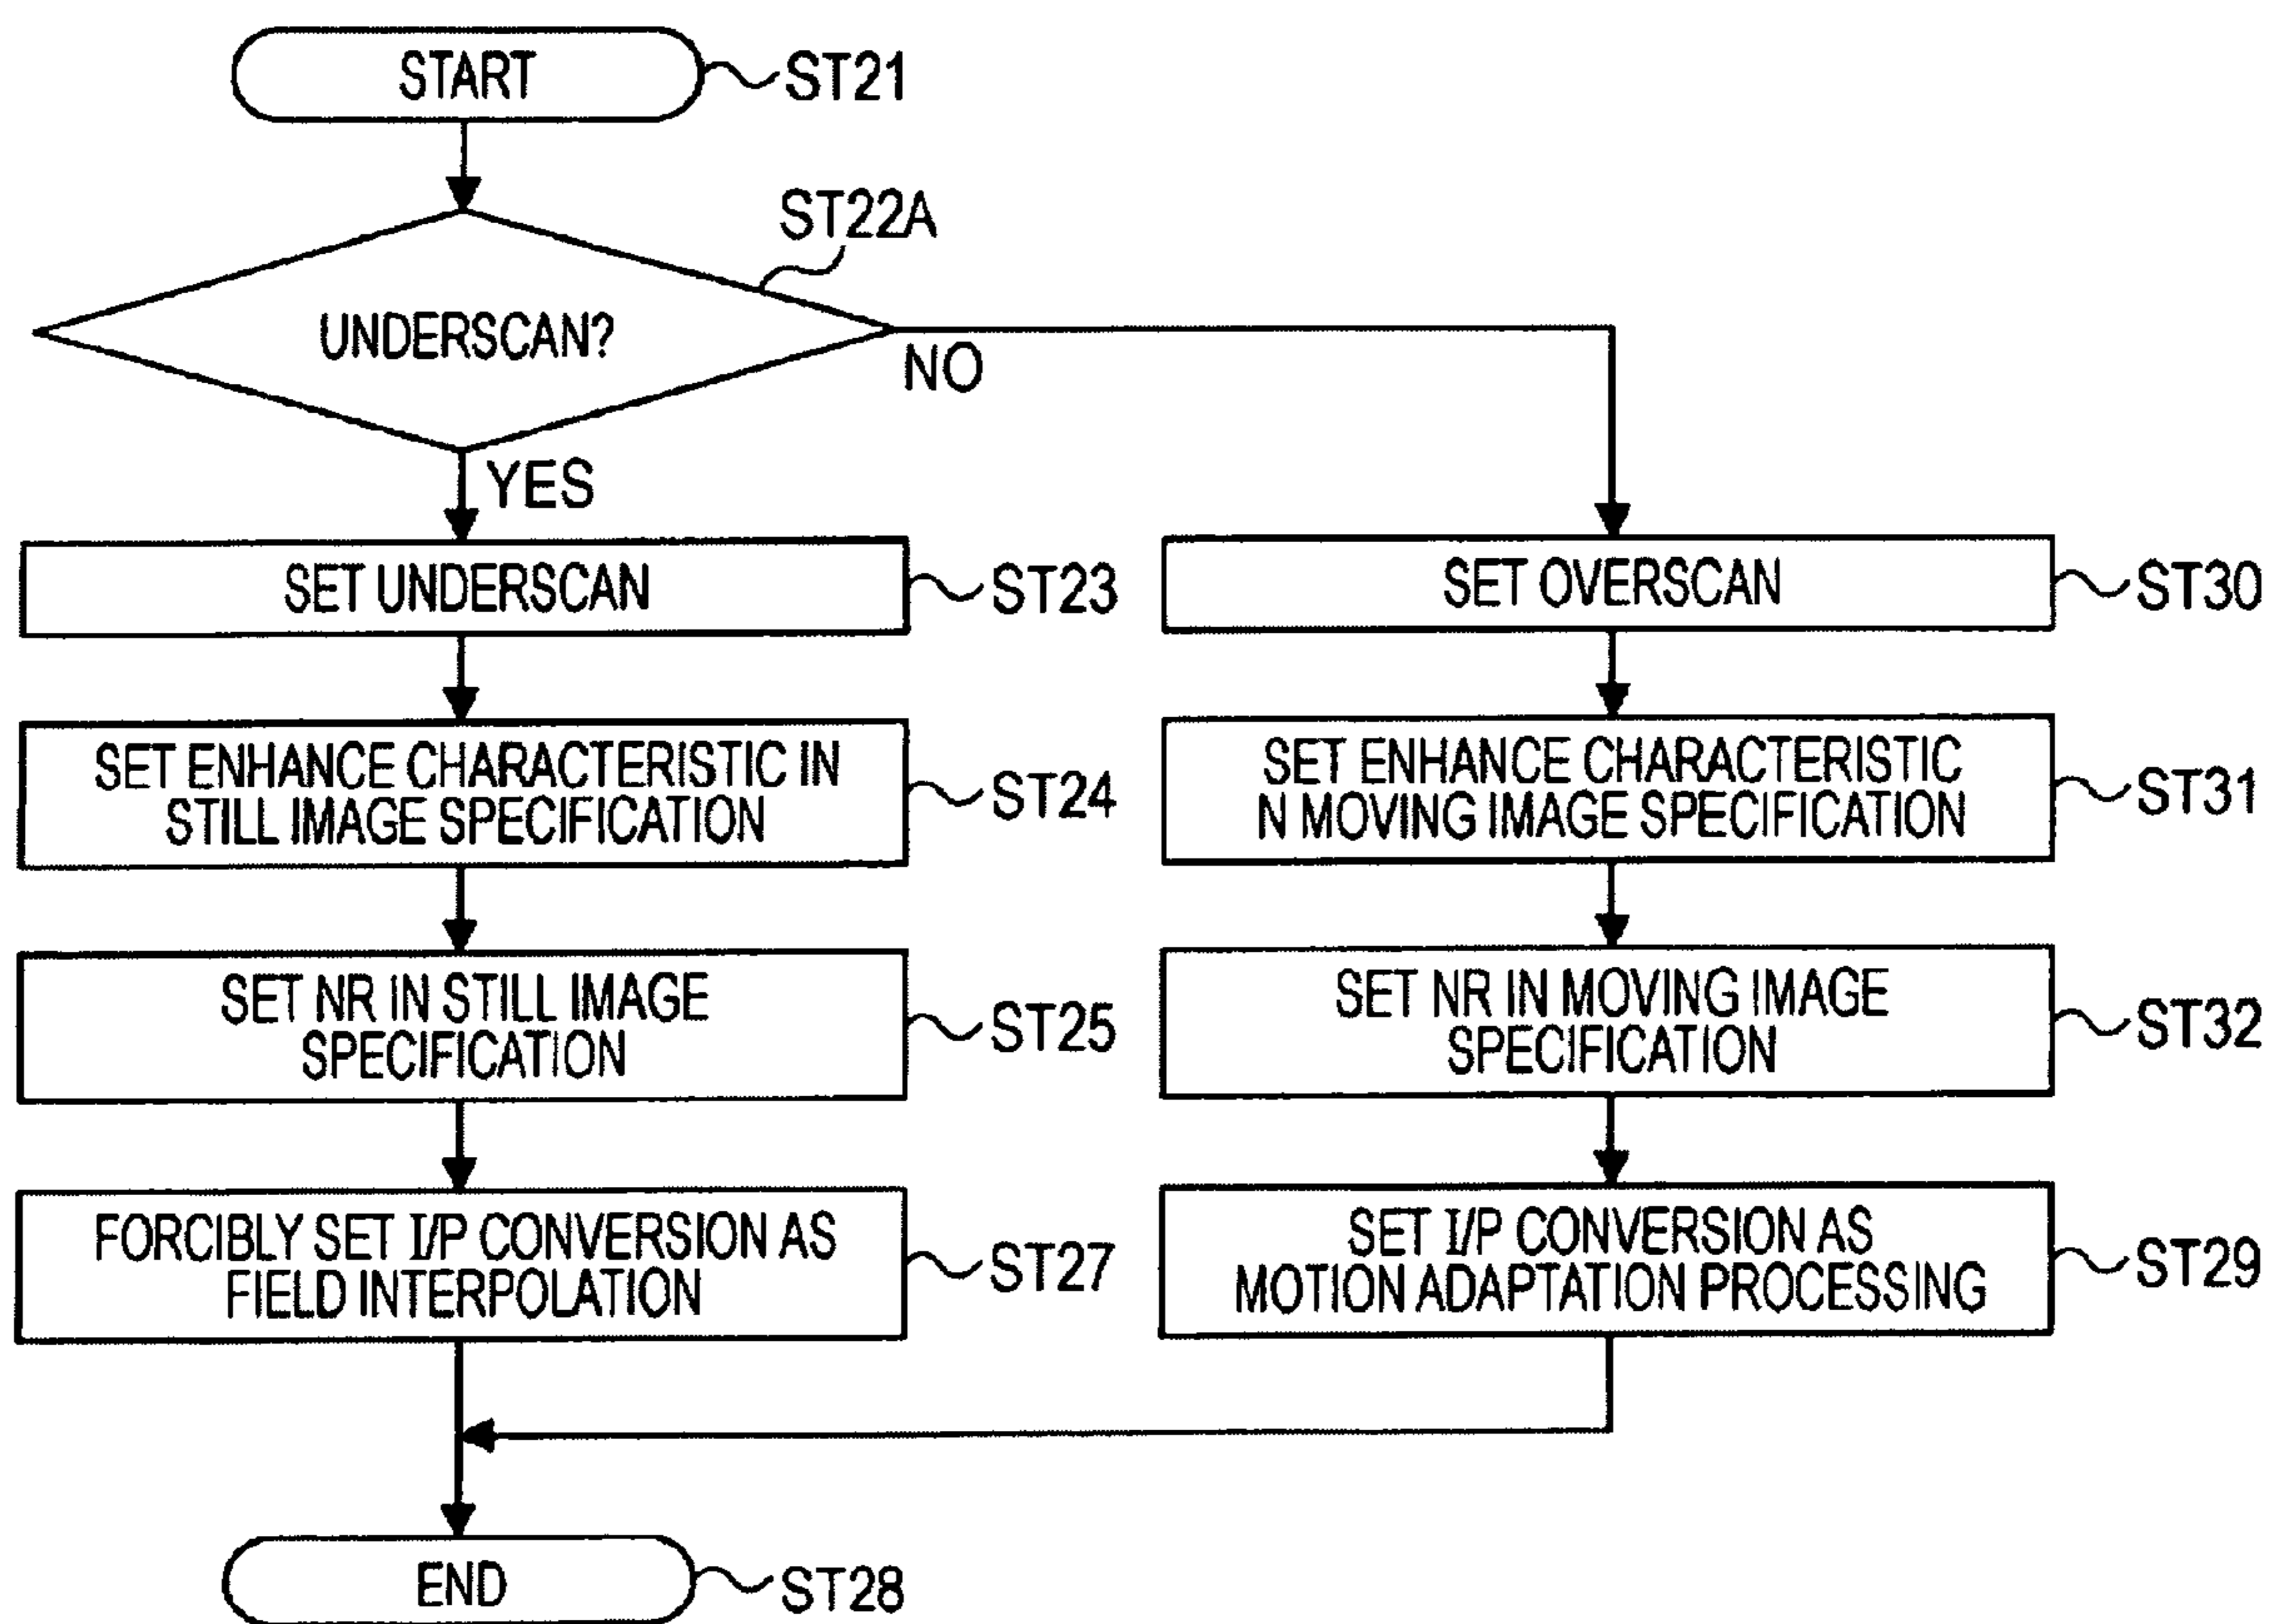 START
ST21
ST22A
UNDERSCAN?
NO
YES
SET UNDERSCAN
ST23
SET ENHANCE CHARACTERISTIC IN
STILL IMAGE SPECIFICATION
ST24
SET NR IN STILL IMAGE
SPECIFICATION
ST25
FORCIBLY SET I/P CONVERSION AS
FIELD INTERPOLATION
ST27
SET OVERSCAN
ST30
SET ENHANCE CHARACTERISTIC
N MOVING IMAGE SPECIFICATION
ST31
SET NR IN MOVING IMAGE
SPECIFICATION
ST32
SET I/P CONVERSION AS
MOTION ADAPTATION PROCESSING
ST29
END
ST28